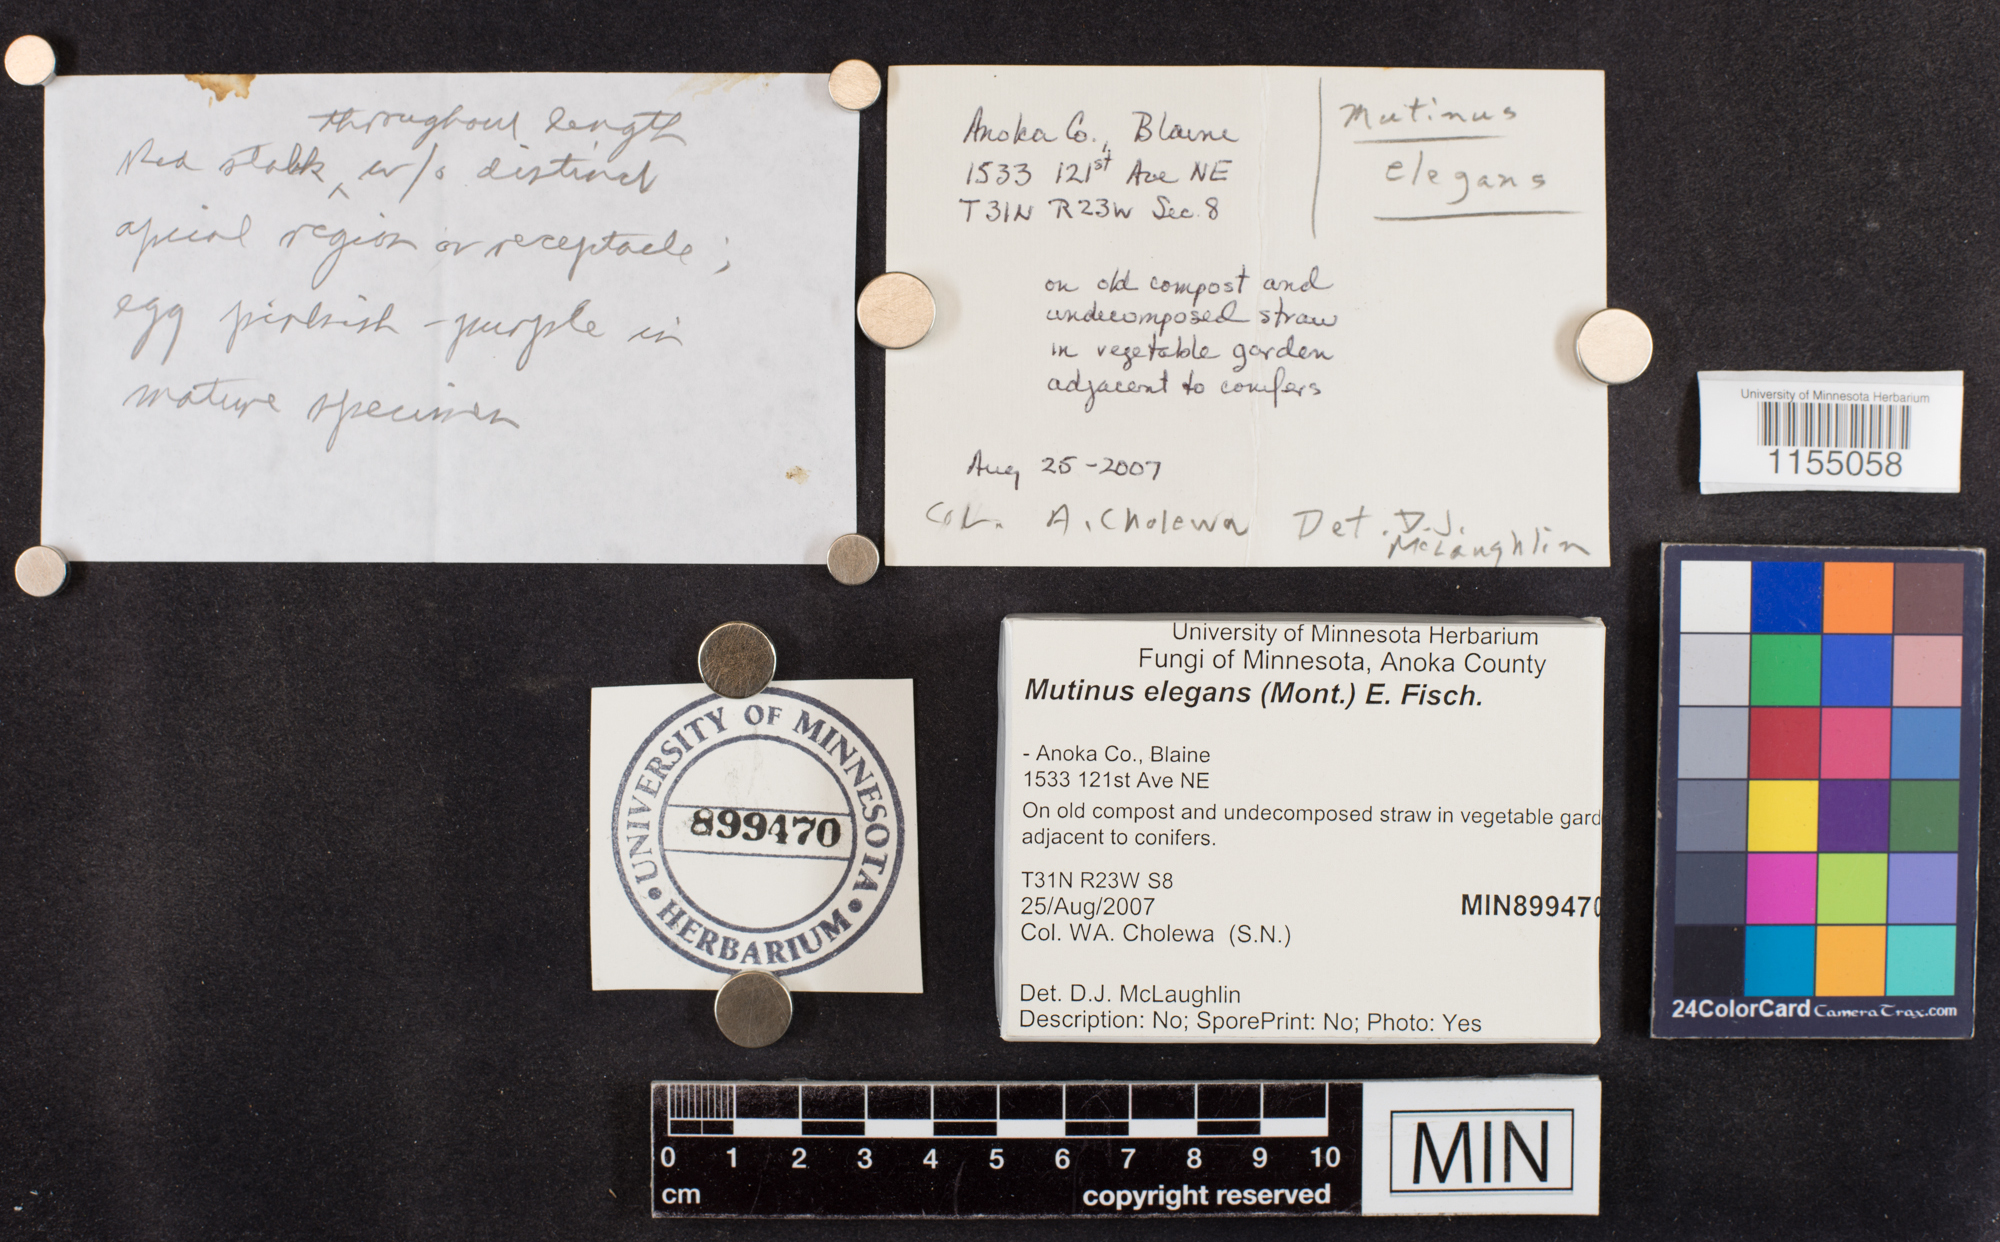 throughout length
Red stalk ^ w/o distinct
apical region or receptacle;
egg pinkish-purple in
mature specimen
Anoka Co., Blaine
1533 121st Ave NE
T31N R23W Sec. 8
Mutinus
elegans
on old compost and
undecomposed straw
in vegetable garden
adjacent to conifers
Aug 25-2007
Col. A. Cholewa Det. D.J.
McLaughlin
University of Minnesota Herbarium
1155058
UNIVERSITY OF MINNESOTA
• HERBARIUM •
899470
University of Minnesota Herbarium
Fungi of Minnesota, Anoka County
Mutinus elegans (Mont.) E. Fisch.
- Anoka Co., Blaine
1533 121st Ave NE
On old compost and undecomposed straw in vegetable gard
adjacent to conifers.
T31N R23W S8
25/Aug/2007
MIN899470
Col. WA. Cholewa (S.N.)
Det. D.J. McLaughlin
Description: No; SporePrint: No; Photo: Yes
24ColorCard CameraTrax.com
0 1 2 3 4 5 6 7 8 9 10
cm copyright reserved
MIN